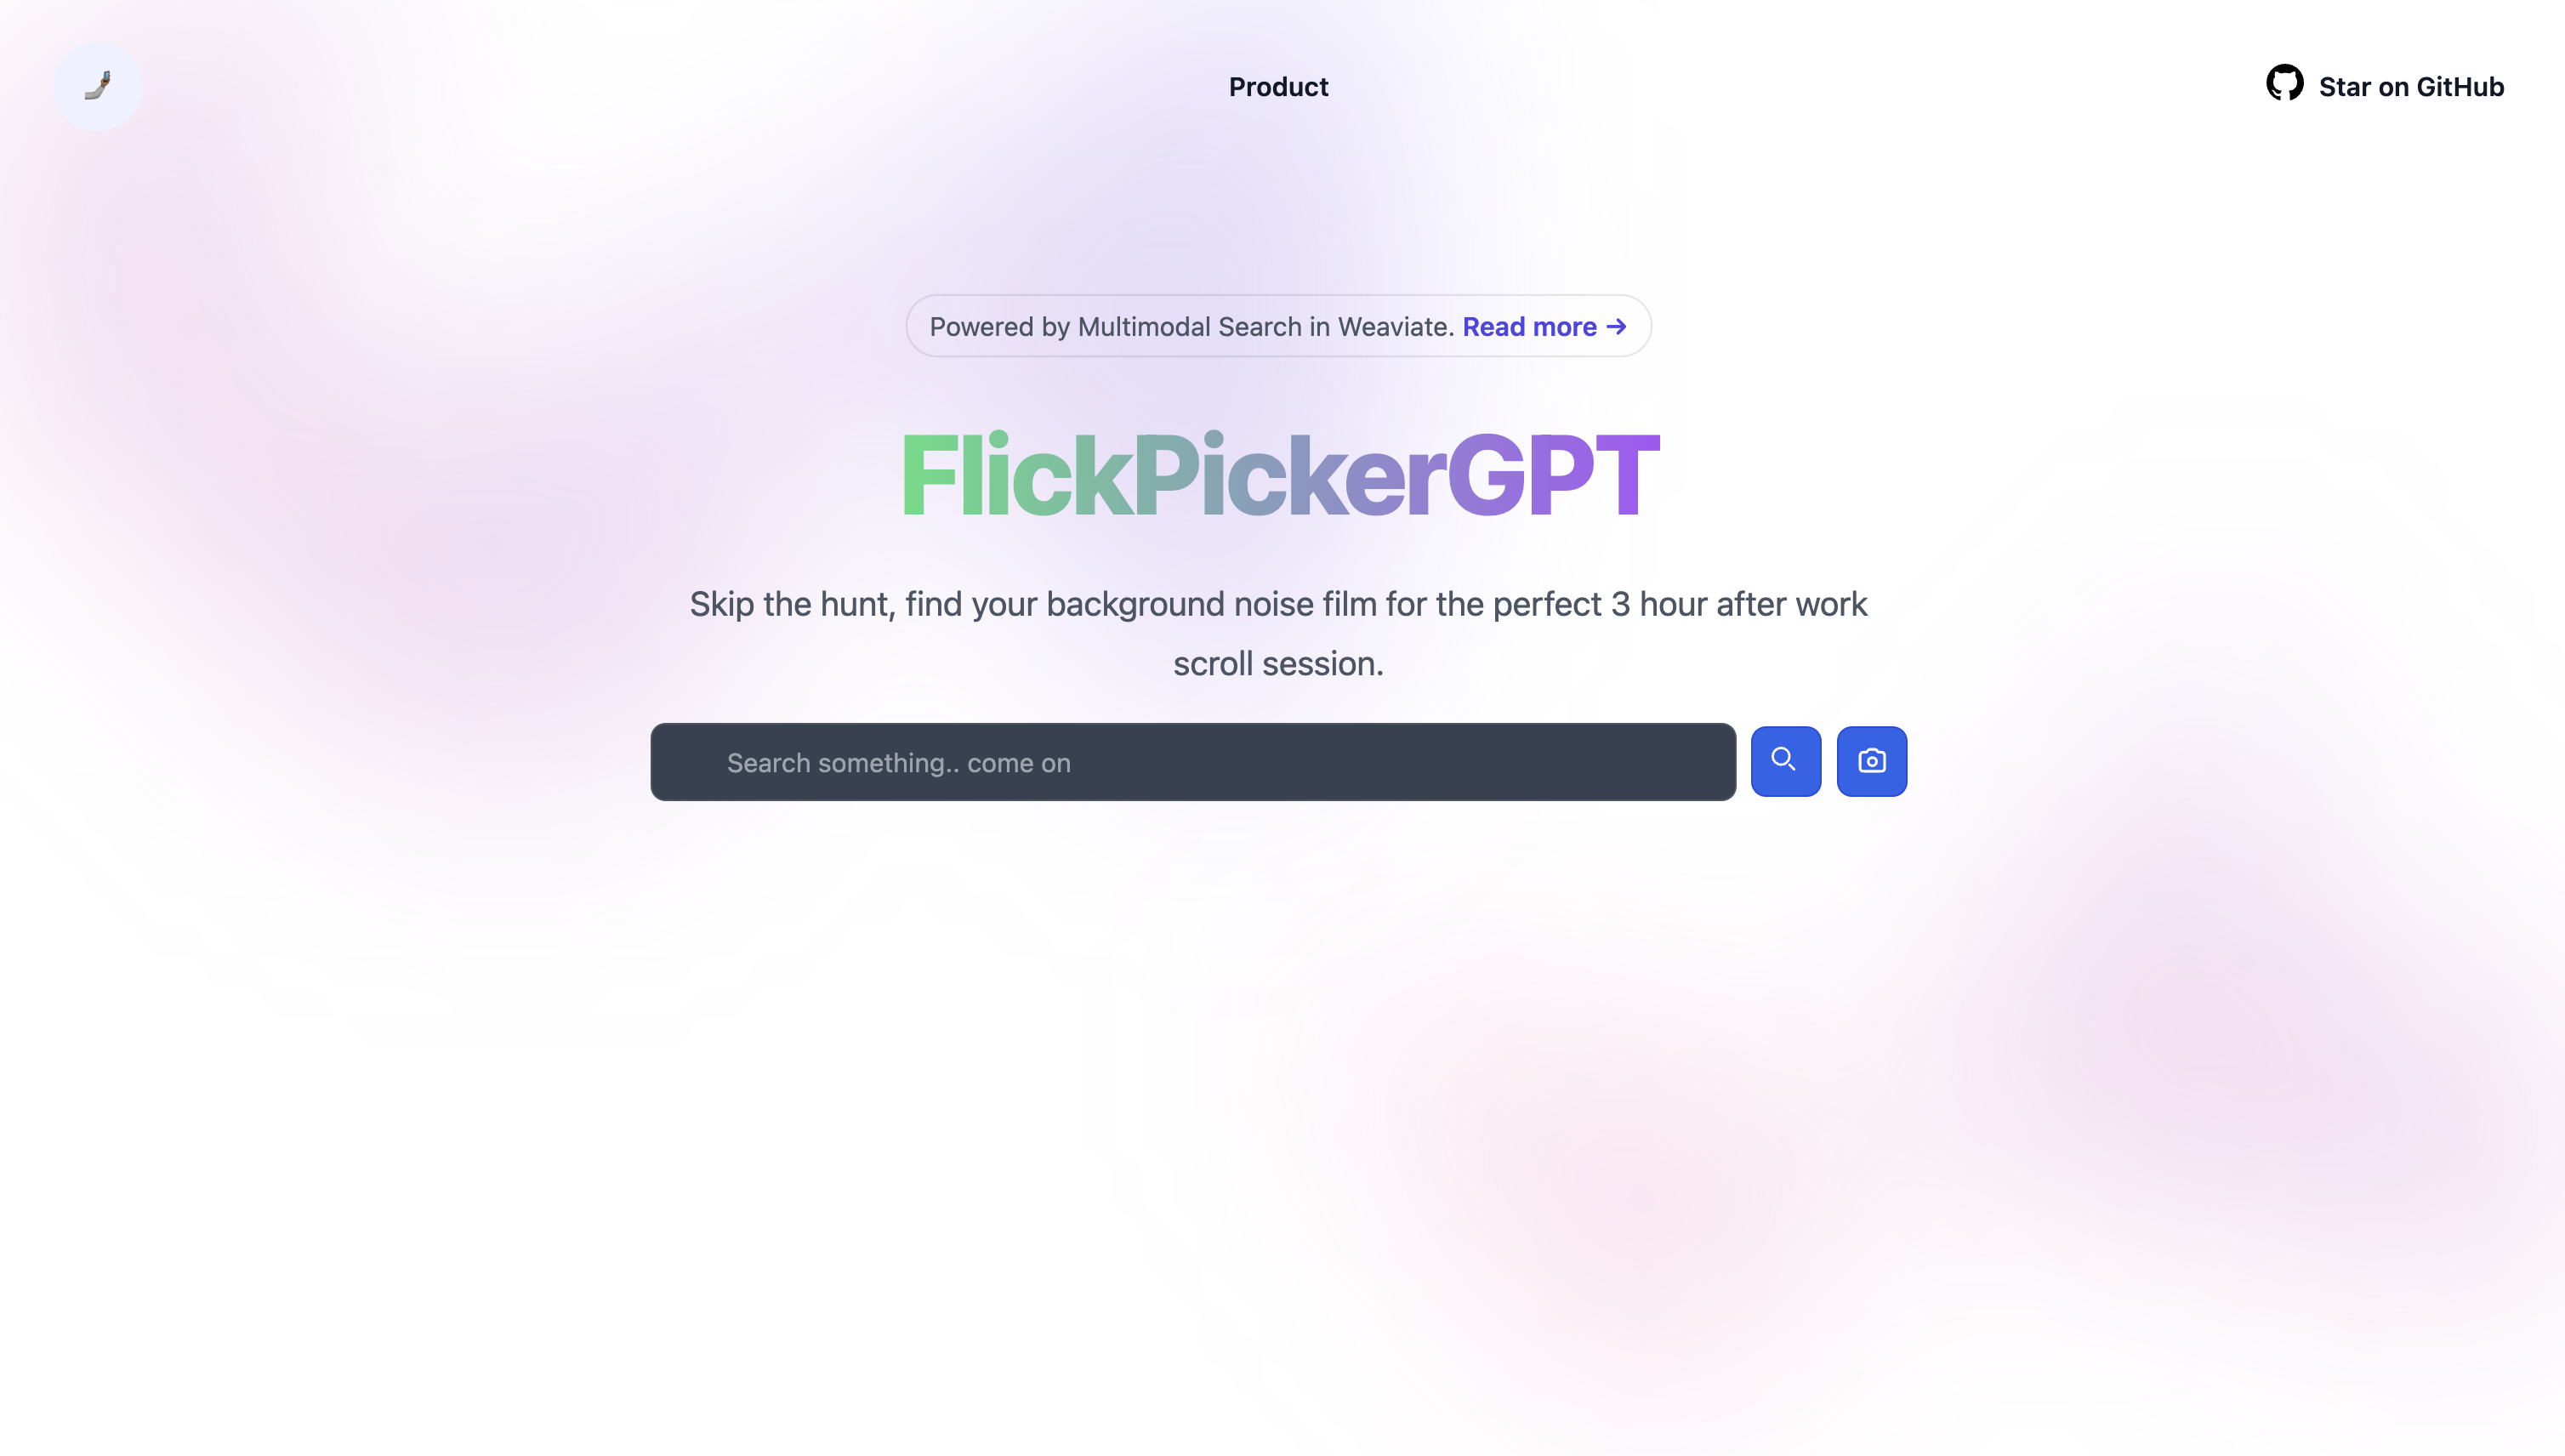 Product
Star on GitHub
Powered by Multimodal Search in Weaviate. Read more →
FlickPickerGPT
Skip the hunt, find your background noise film for the perfect 3 hour after work
scroll session.
Search something.. come on